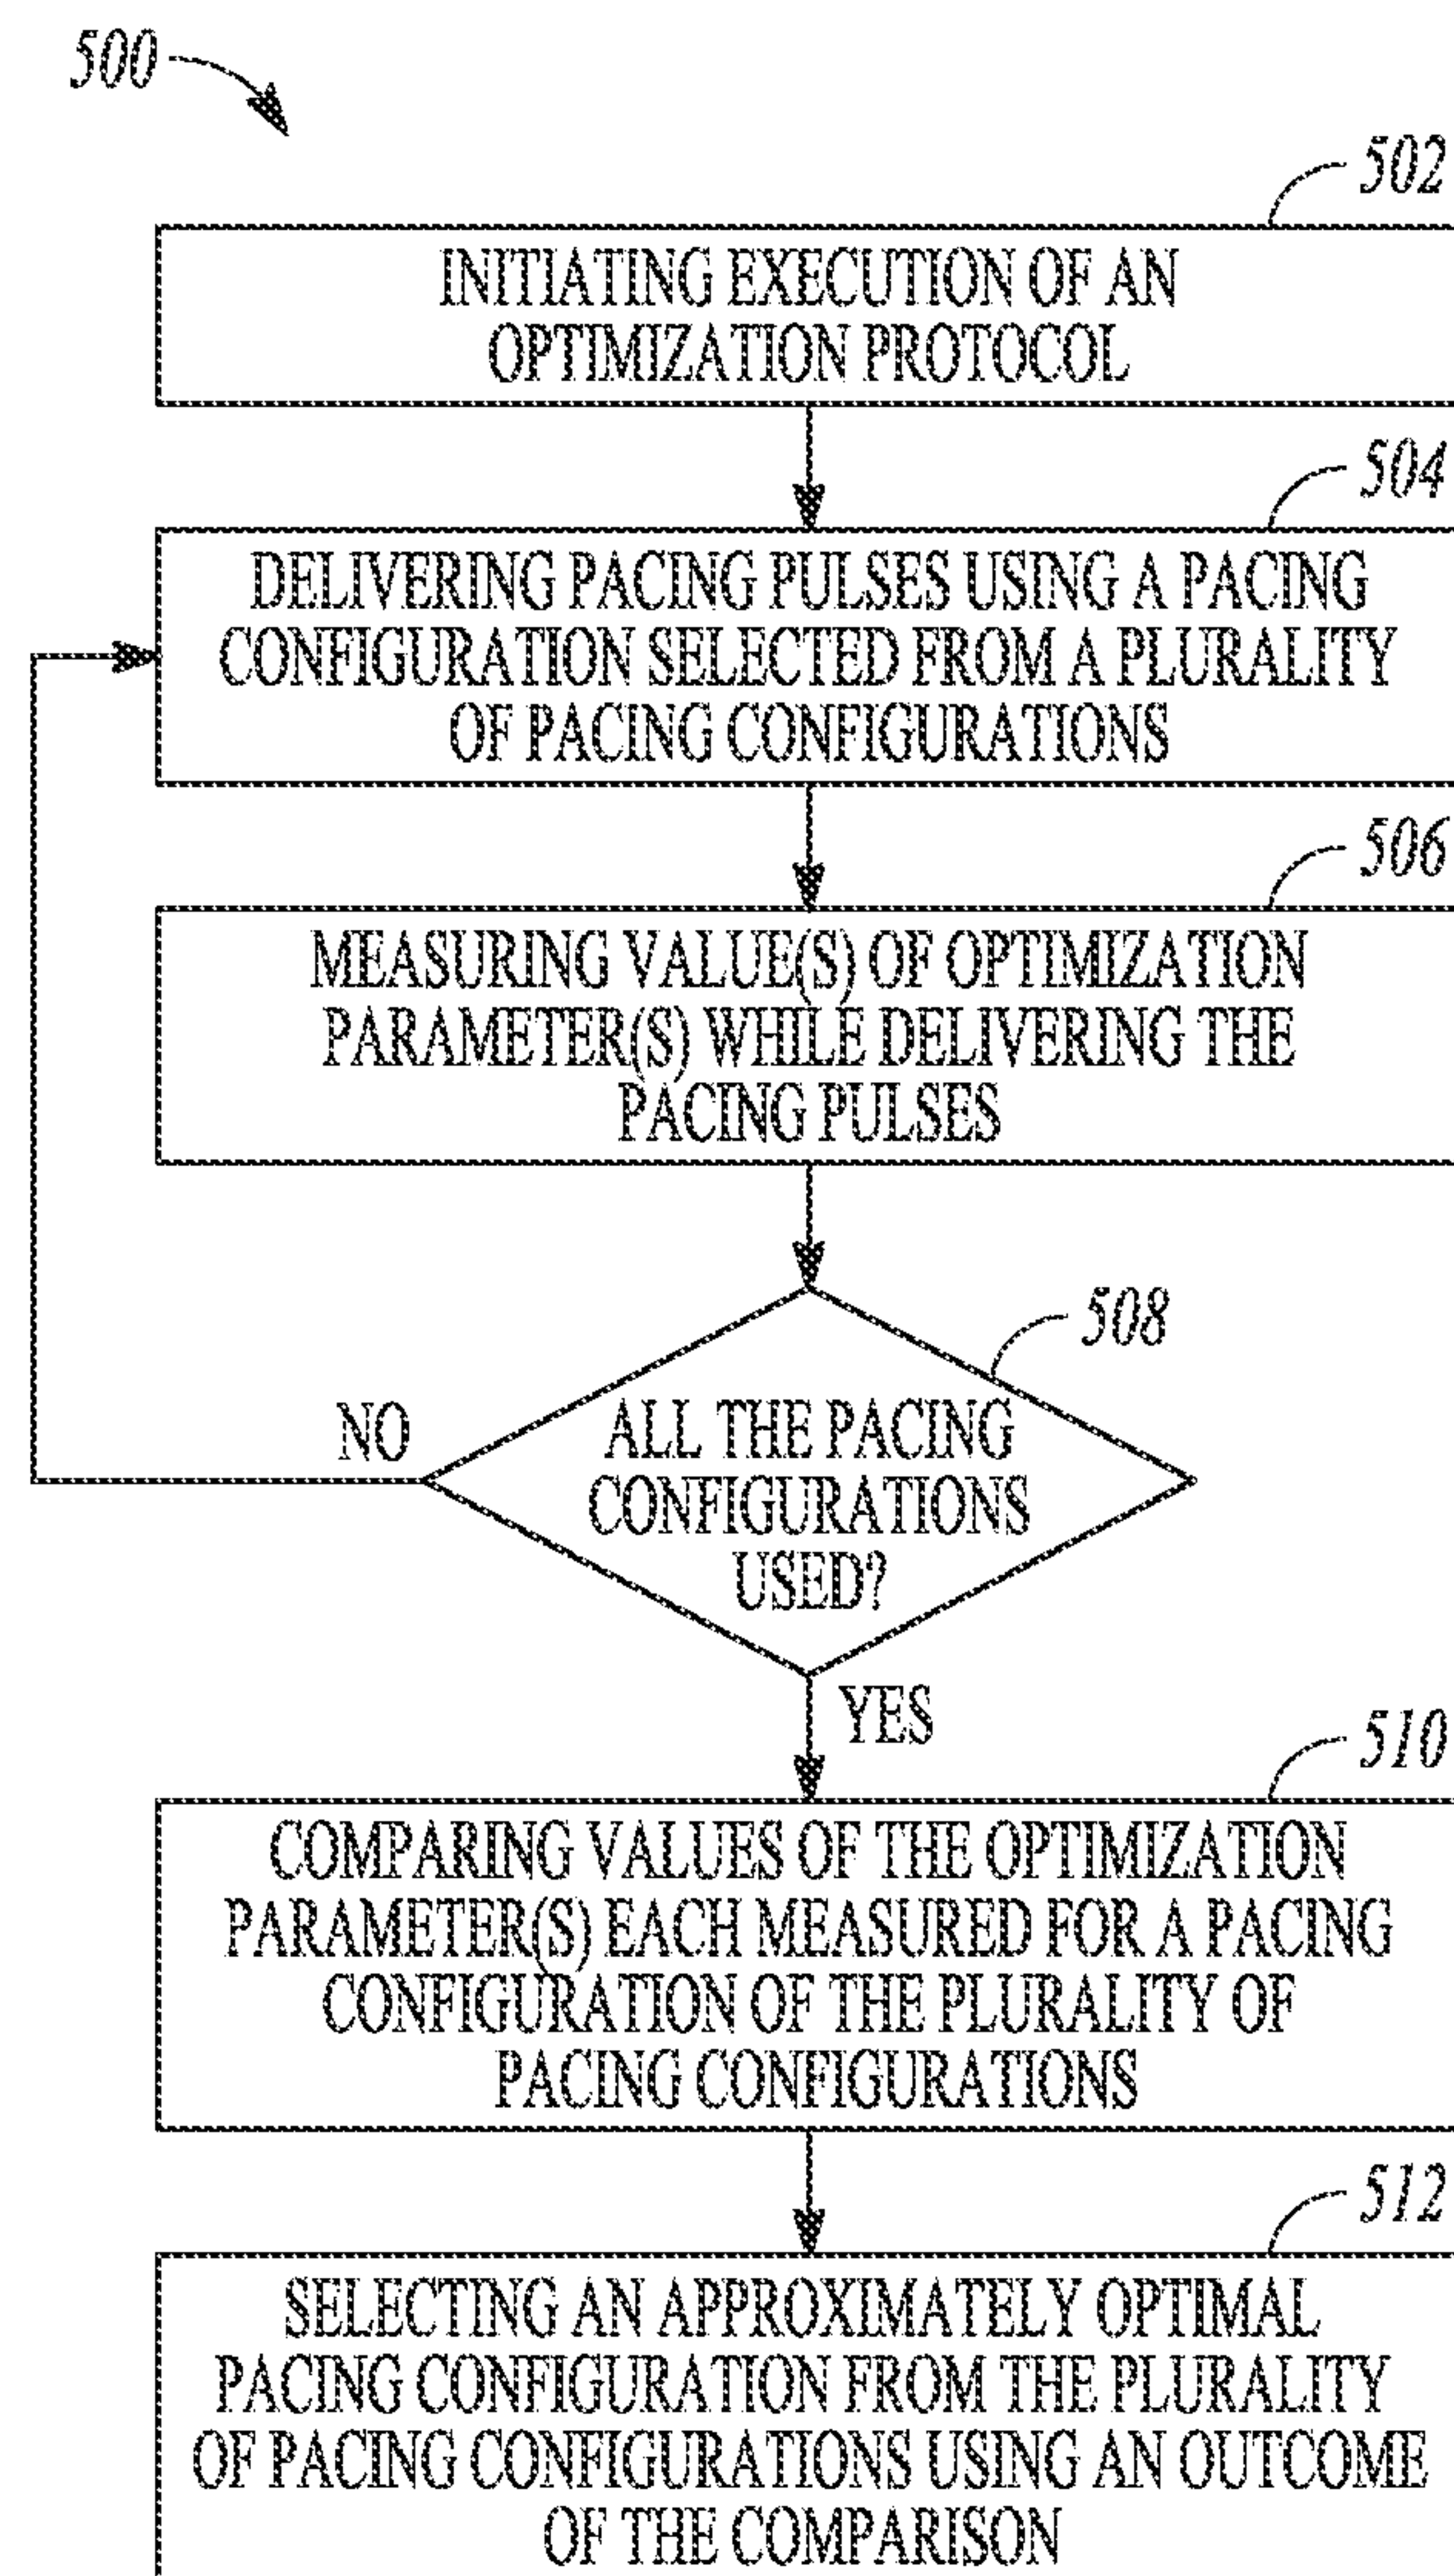 500
502
INITIATING EXECUTION OF AN
OPTIMIZATION PROTOCOL
504
DELIVERING PACING PULSES USING A PACING
CONFIGURATION SELECTED FROM A PLURALITY
OF PACING CONFIGURATIONS
506
MEASURING VALUE(S) OF OPTIMIZATION
PARAMETER(S) WHILE DELIVERING THE
PACING PULSES
508
NO
ALL THE PACING
CONFIGURATIONS
USED?
YES
510
COMPARING VALUES OF THE OPTIMIZATION
PARAMETER(S) EACH MEASURED FOR A PACING
CONFIGURATION OF THE PLURALITY OF
PACING CONFIGURATIONS
512
SELECTING AN APPROXIMATELY OPTIMAL
PACING CONFIGURATION FROM THE PLURALITY
OF PACING CONFIGURATIONS USING AN OUTCOME
OF THE COMPARISON